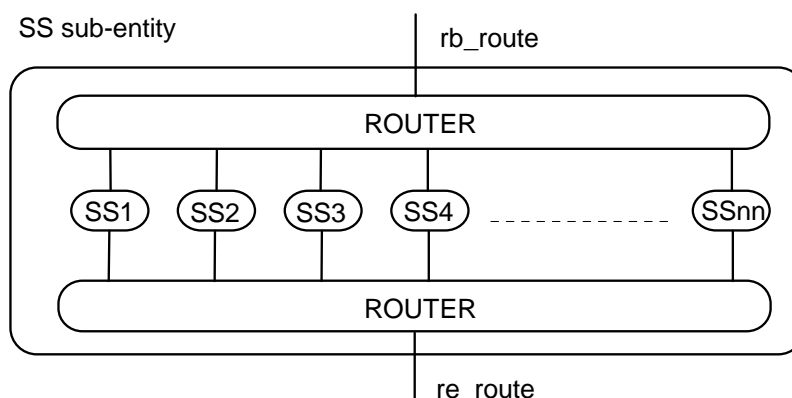 SS sub-entity
rb_route
ROUTER
SS1 SS2 SS3 SS4 SSnn
ROUTER
re_route